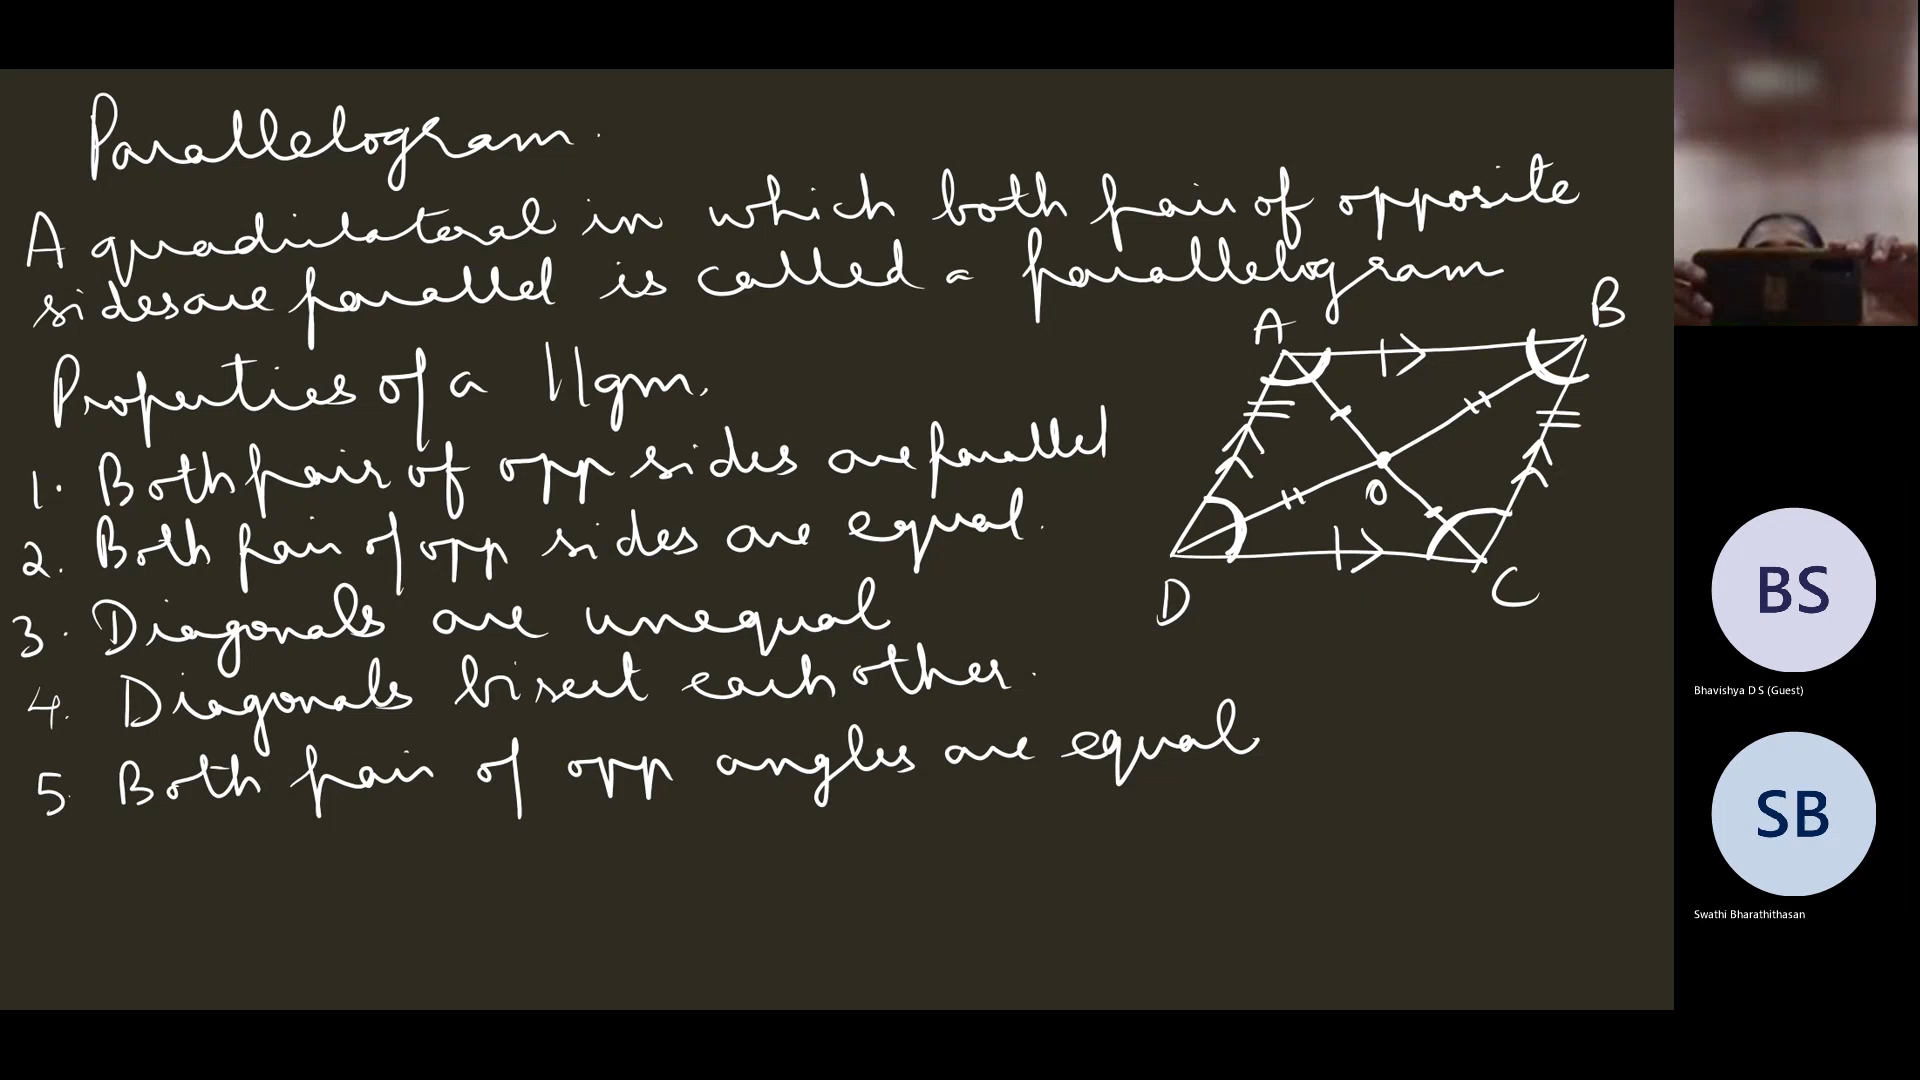 Parallelogram.
A quadrilateral in which both pair of opposite
sides are parallel is called a parallelogram
Properties of a llgm.
1. Both pair of opp sides are parallel
2. Both pair of opp sides are equal.
3. Diagonals are unequal
4. Diagonals bisect each other.
5. Both pair of opp angles are equal
A
B
O
D
C
BS
Bhavishya D S (Guest)
SB
Swathi Bharathithasan